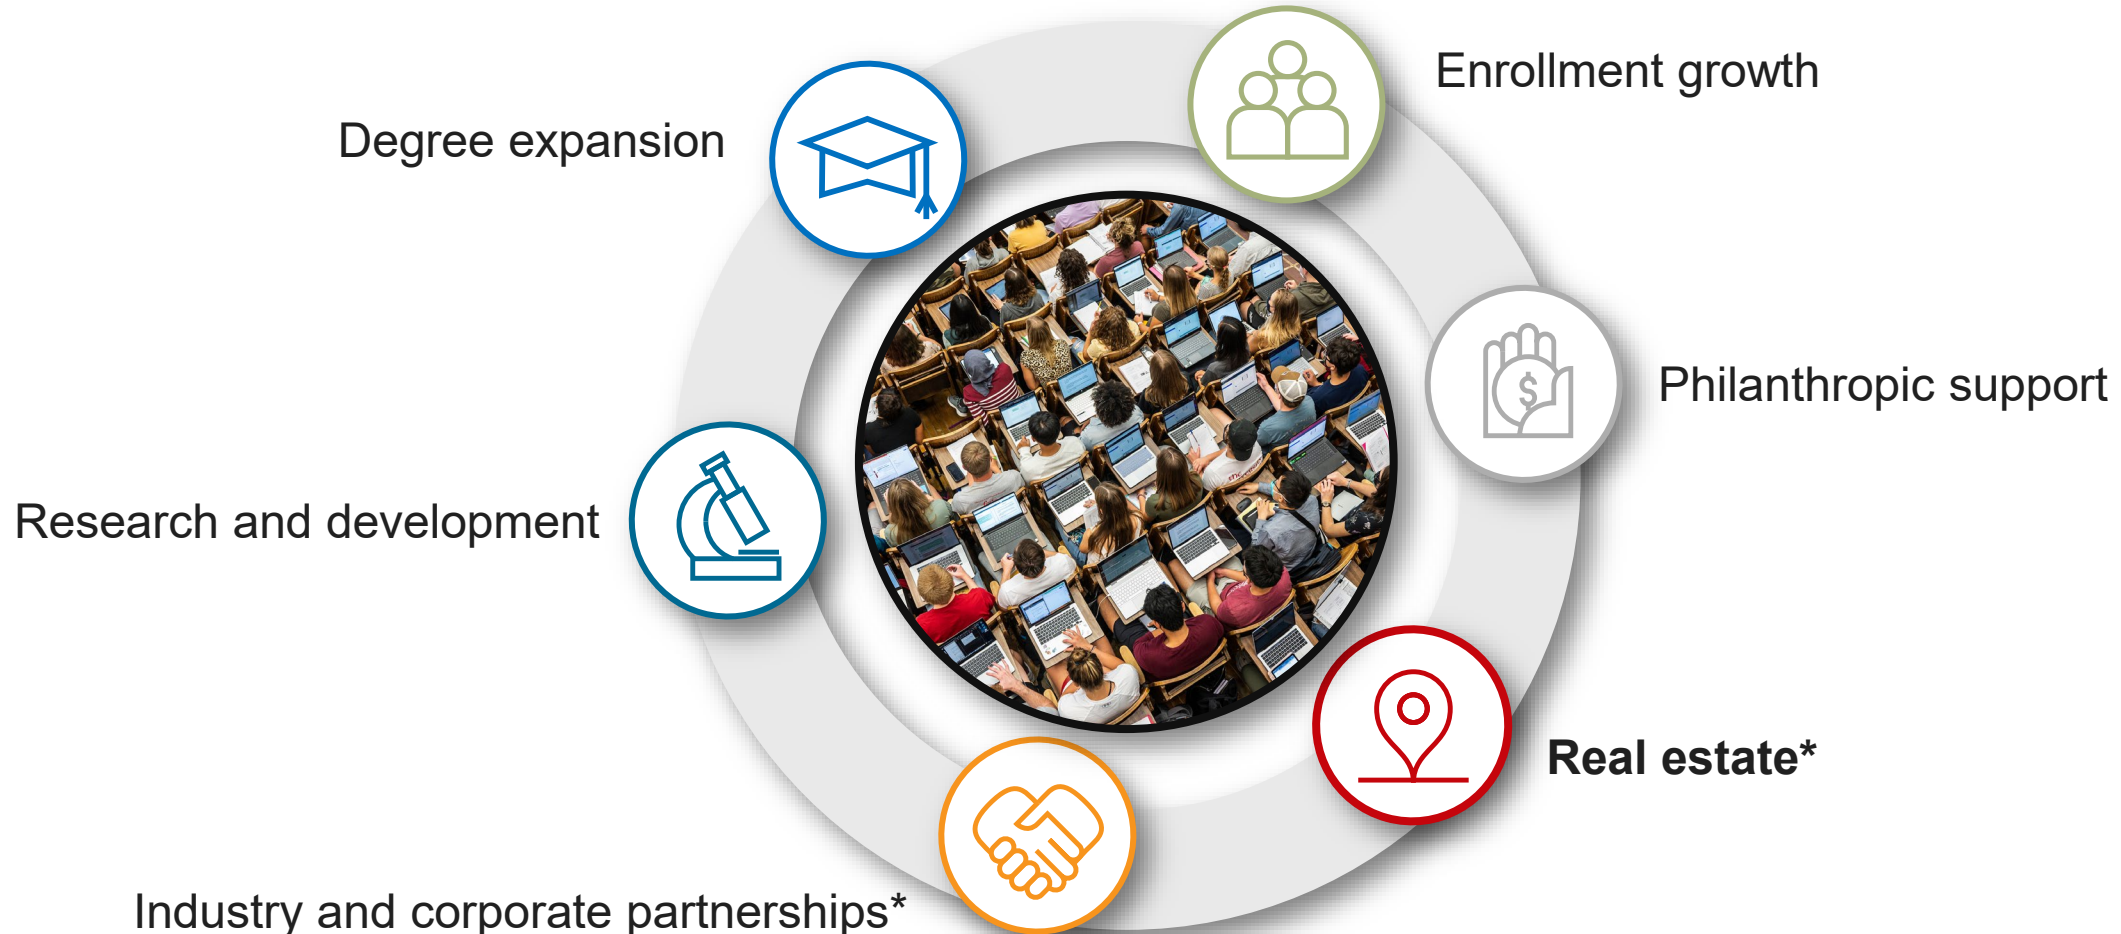 Enrollment growth
Degree expansion
Philanthropic support
$
Research and development
Real estate*
Industry and corporate partnerships*